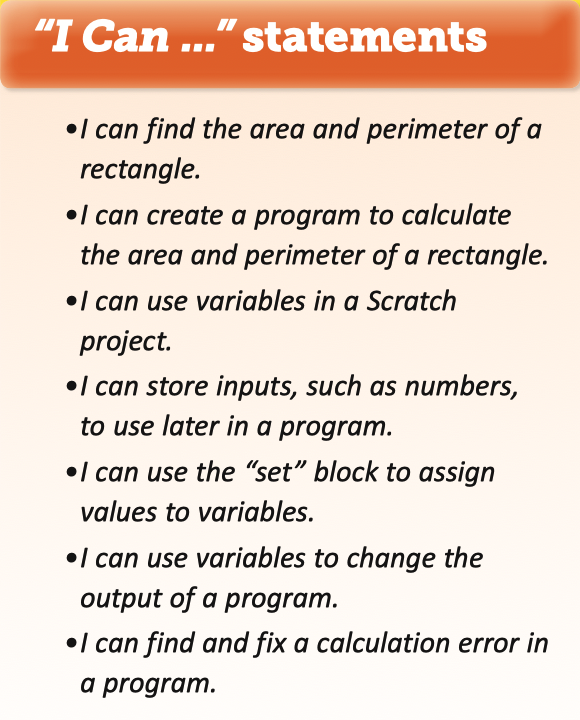 “I Can ...” statements
•I can find the area and perimeter of a
rectangle.
•I can create a program to calculate
the area and perimeter of a rectangle.
•I can use variables in a Scratch
project.
•I can store inputs, such as numbers,
to use later in a program.
•I can use the “set” block to assign
values to variables.
•I can use variables to change the
output of a program.
•I can find and fix a calculation error in
a program.